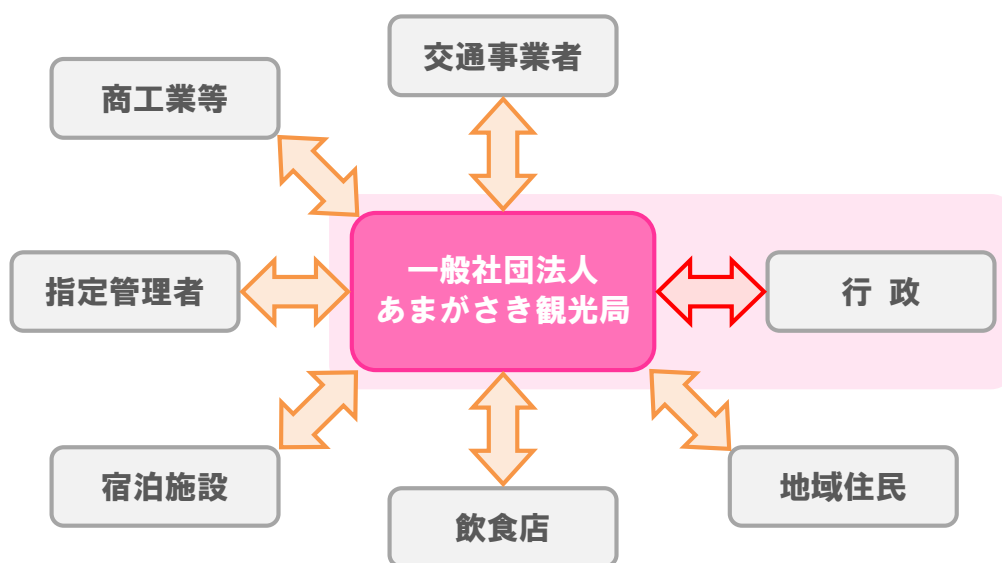 交通事業者
商工業等
一般社団法人
あまがさき観光局
指定管理者
行 政
宿泊施設
地域住民
飲食店